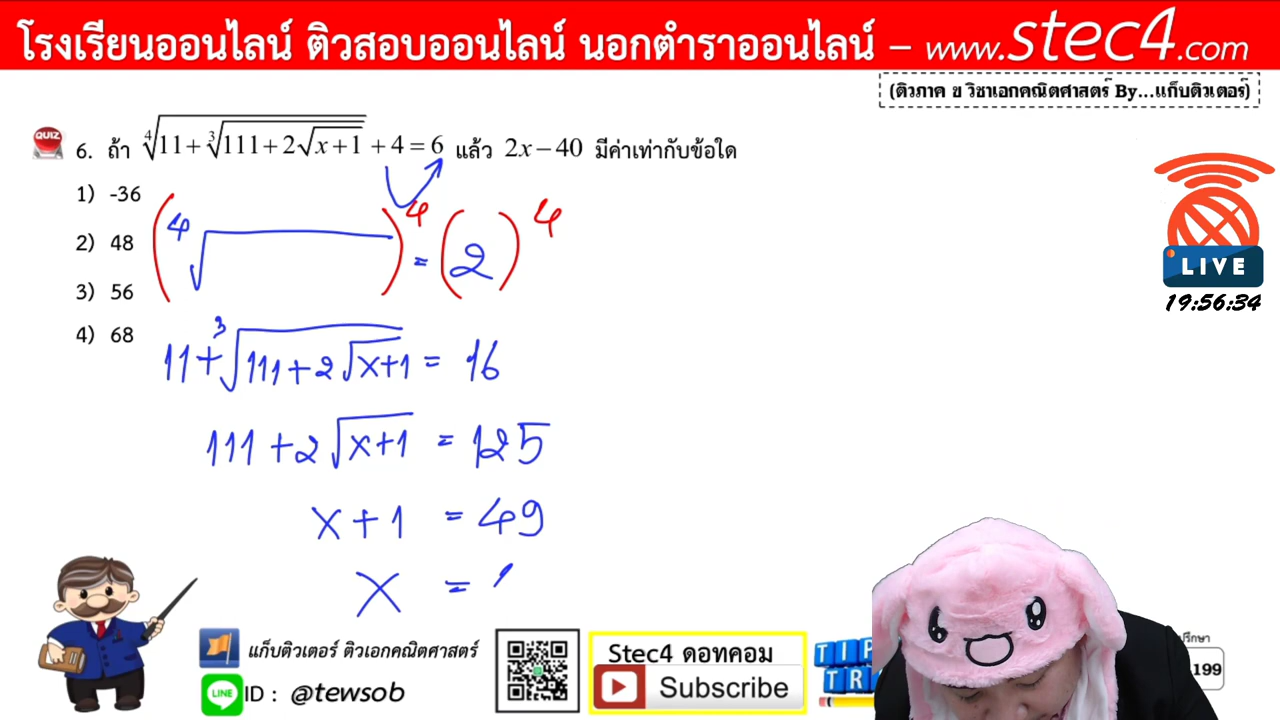 โรงเรียนออนไลน์ ติวสอบออนไลน์ นอกตำราออนไลน์ – www.stec4.com
(ติวภาค ข วิชาเอกคณิตศาสตร์ By...แก็บติวเตอร์)
QUIZ
6. ถ้า ∜(11+∛(111+2√(x+1))) + 4 = 6 แล้ว 2x − 40 มีค่าเท่ากับข้อใด
1) -36
2) 48
3) 56
4) 68
(∜ )⁴ = (2)⁴
11+∛(111+2√(x+1)) = 16
111+2√(x+1) = 125
x+1 = 49
x =
LIVE
19:56:34
แก็บติวเตอร์ ติวเอกคณิตศาสตร์
LINE ID : @tewsob
Stec4 ดอทคอม
Subscribe
TIP
TR
ปรึกษา
199